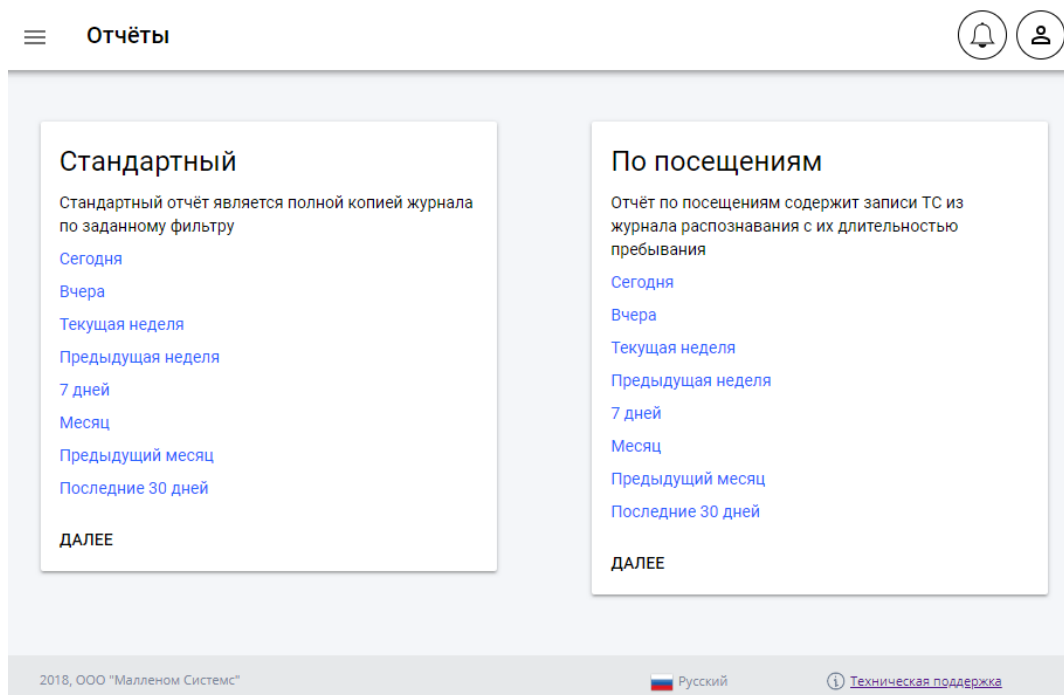 Отчёты
Стандартный
Стандартный отчёт является полной копией журнала
по заданному фильтру
Сегодня
Вчера
Текущая неделя
Предыдущая неделя
7 дней
Месяц
Предыдущий месяц
Последние 30 дней
ДАЛЕЕ
По посещениям
Отчёт по посещениям содержит записи ТС из
журнала распознавания с их длительностью
пребывания
Сегодня
Вчера
Текущая неделя
Предыдущая неделя
7 дней
Месяц
Предыдущий месяц
Последние 30 дней
ДАЛЕЕ
2018, ООО "Малленом Системс"
Русский
Техническая поддержка